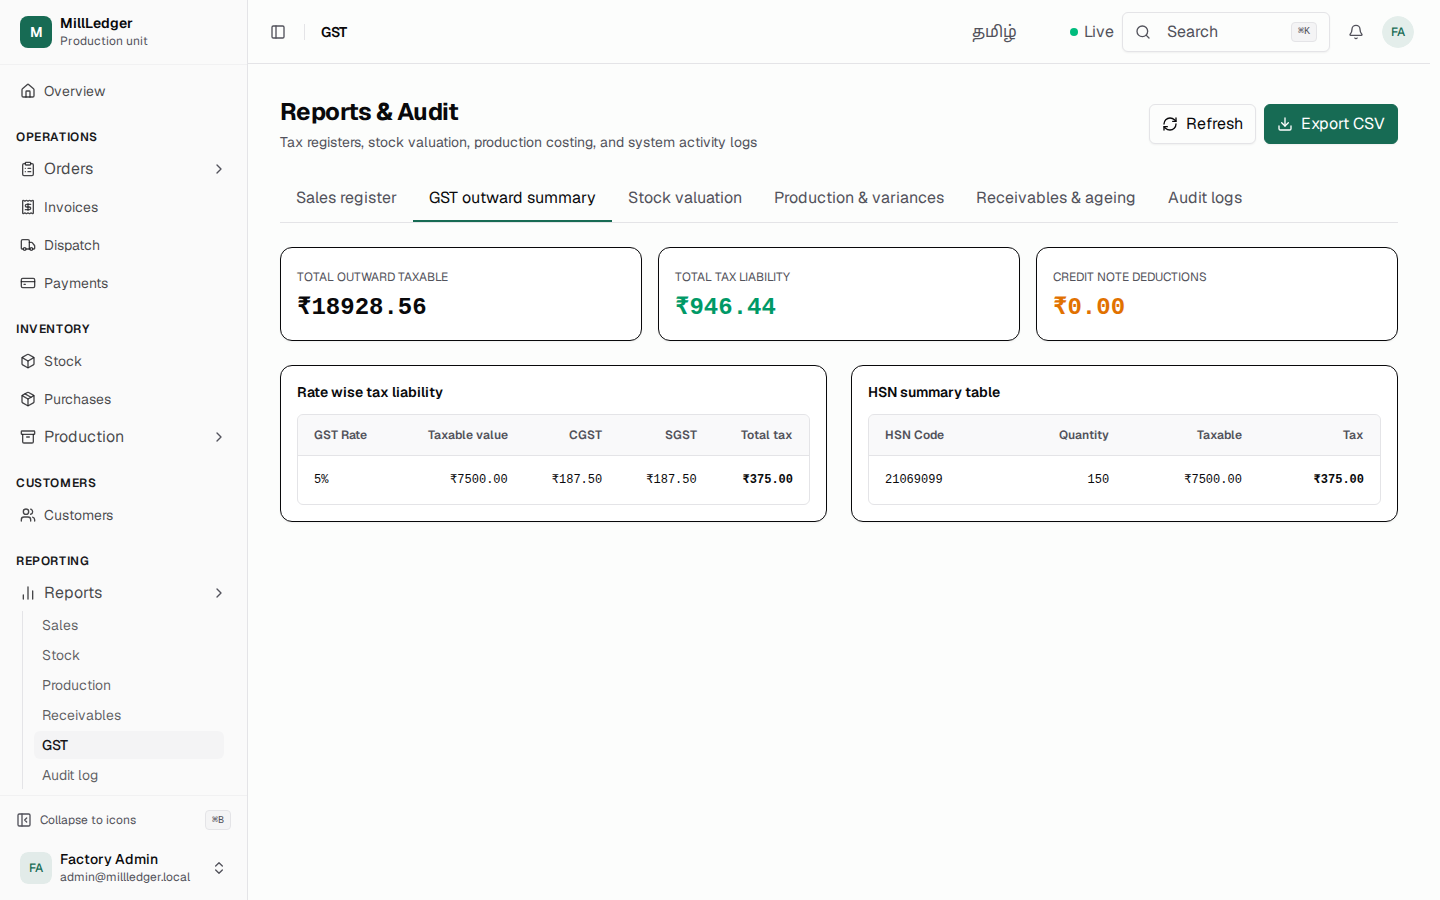 M
MillLedger
Production unit
Overview
OPERATIONS
Orders
Invoices
Dispatch
Payments
INVENTORY
Stock
Purchases
Production
CUSTOMERS
Customers
REPORTING
Reports
Sales
Stock
Production
Receivables
GST
Audit log
Collapse to icons ⌘B
FA
Factory Admin
admin@millledger.local
GST
தமிழ்
Live
Search ⌘K
FA
Reports & Audit
Tax registers, stock valuation, production costing, and system activity logs
Refresh
Export CSV
Sales register GST outward summary Stock valuation Production & variances Receivables & ageing Audit logs
TOTAL OUTWARD TAXABLE
₹18928.56
TOTAL TAX LIABILITY
₹946.44
CREDIT NOTE DEDUCTIONS
₹0.00
Rate wise tax liability
GST Rate Taxable value CGST SGST Total tax
5% ₹7500.00 ₹187.50 ₹187.50 ₹375.00
HSN summary table
HSN Code Quantity Taxable Tax
21069099 150 ₹7500.00 ₹375.00